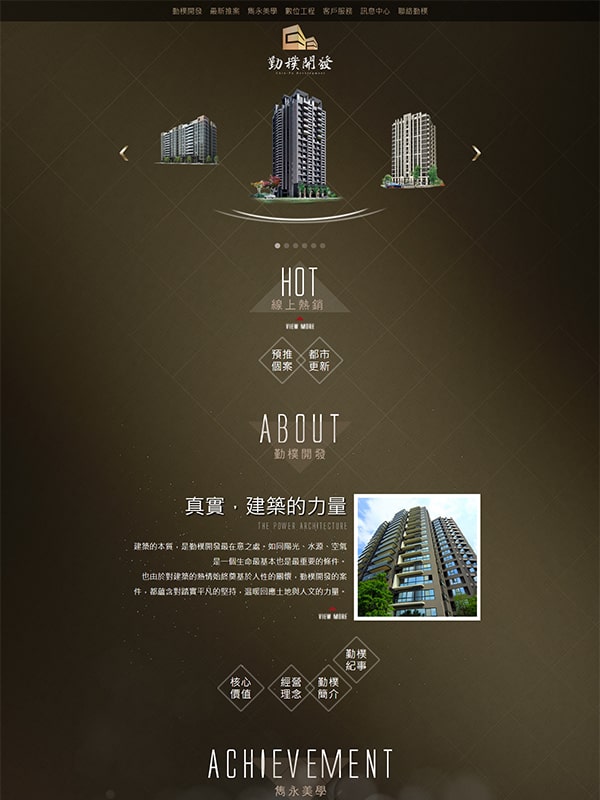 勤樸開發 最新推案 雋永美學 數位工程 客戶服務 訊息中心 聯絡勤樸
勤樸開發
HOT
線上熱銷
VIEW MORE
預推
個案
都市
更新
ABOUT
勤樸開發
真實，建築的力量
THE POWER ARCHITECTURE
建築的本質，是勤樸開發最在意之處。如同陽光、水源、空氣
是一個生命最基本也是最重要的條件。
也由於對建築的熱情始終奠基於人性的關懷，勤樸開發的案
件，都蘊含對踏實平凡的堅持，溫暖回應土地與人文的力量。
VIEW MORE
勤樸
紀事
核心
價值
經營
理念
勤樸
簡介
ACHIEVEMENT
雋永美學